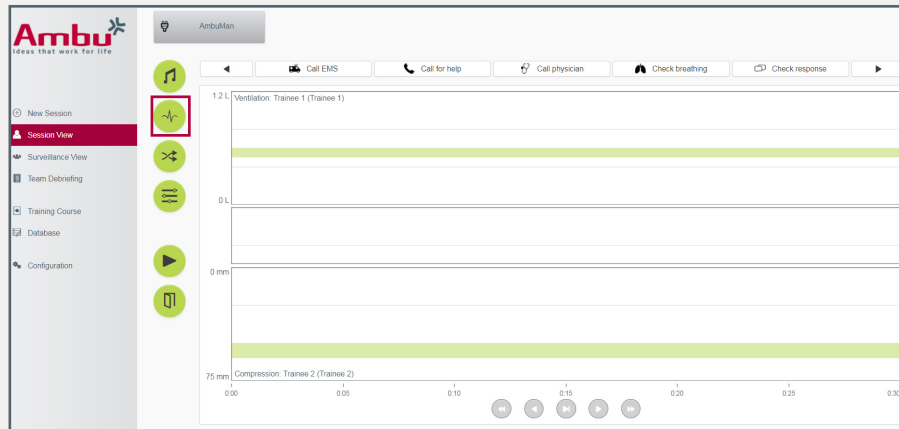 Ambu
Ideas that work for life
AmbuMan
Call EMS
Call for help
Call physician
Check breathing
Check response
New Session
Session View
Surveillance View
Team Debriefing
Training Course
Database
Configuration
1.2 L
Ventilation: Trainee 1 (Trainee 1)
0 L
0 mm
75 mm
Compression: Trainee 2 (Trainee 2)
0:00 0:05 0:10 0:15 0:20 0:25 0:30